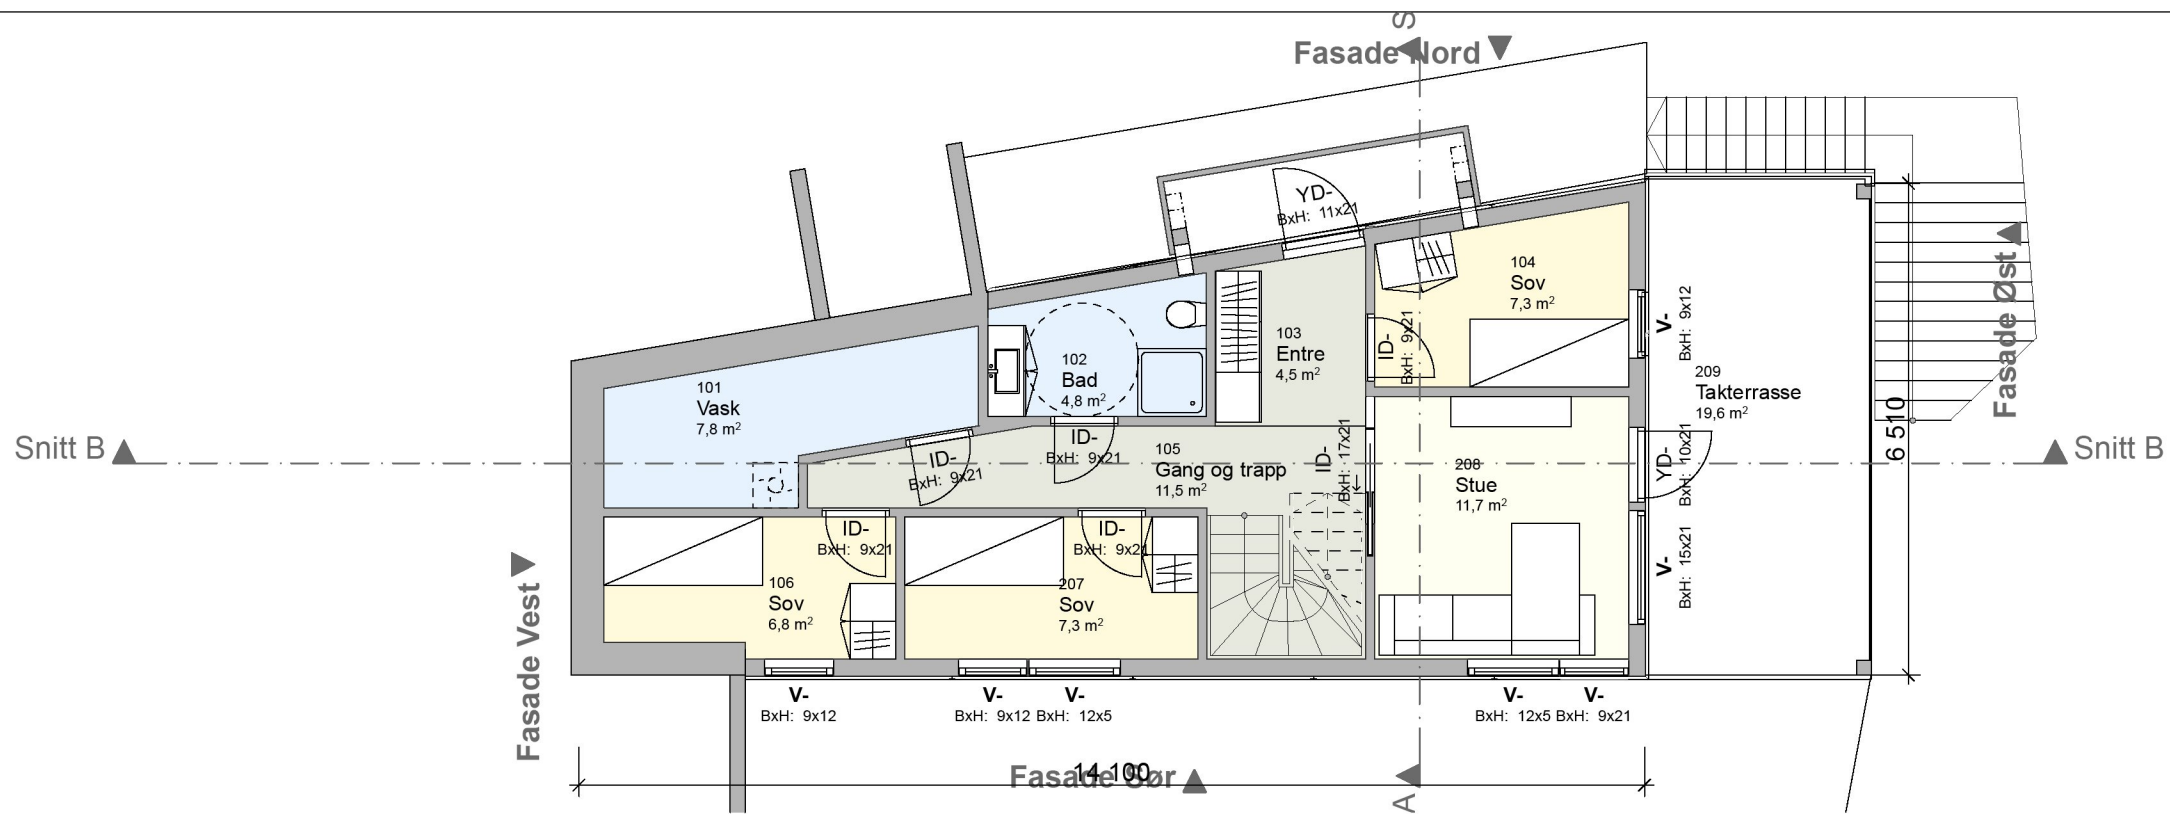 S
Fasade Nord
YD-
BxH: 11x21
104
Sov
7,3 m²
V-
BxH: 9x12
Fasade Øst
103
Entre
4,5 m²
ID-
BxH: 9x21
102
Bad
4,8 m²
101
Vask
7,8 m²
209
Takterrasse
19,6 m²
6 510
Snitt B
ID-
BxH: 9x21
ID-
BxH: 9x21
105
Gang og trapp
11,5 m²
ID-
BxH: 17x21
208
Stue
11,7 m²
YD-
BxH: 10x21
Snitt B
ID-
BxH: 9x21
ID-
BxH: 9x21
V-
BxH: 15x21
106
Sov
6,8 m²
207
Sov
7,3 m²
Fasade Vest
V-
BxH: 9x12
V-
BxH: 9x12
V-
BxH: 12x5
V-
BxH: 12x5
V-
BxH: 9x21
14 100
Fasade Sør
A